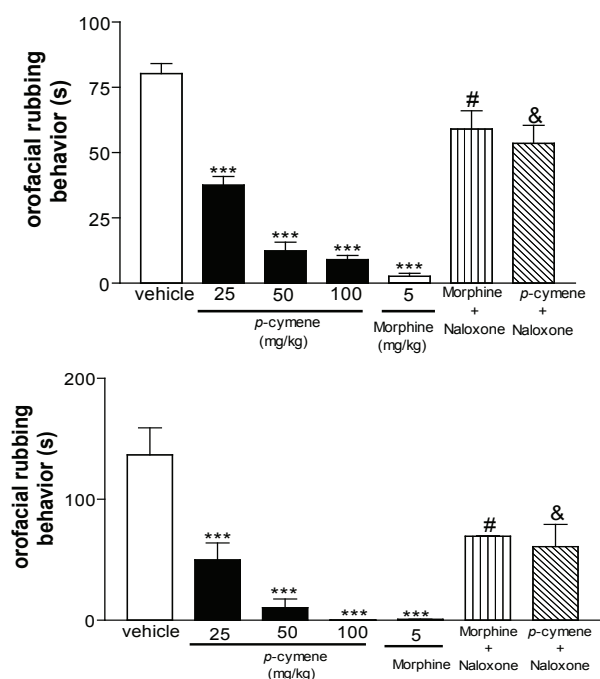 100
75
50
25
0
orofacial rubbing
behavior (s)
***
***
***
***
#
&
vehicle 25 50 100 5 Morphine + Naloxone p-cymene + Naloxone
p-cymene
(mg/kg)
Morphine
(mg/kg)
200
100
0
orofacial rubbing
behavior (s)
***
***
***
***
#
&
vehicle 25 50 100 5 Morphine + Naloxone p-cymene + Naloxone
p-cymene
(mg/kg)
Morphine